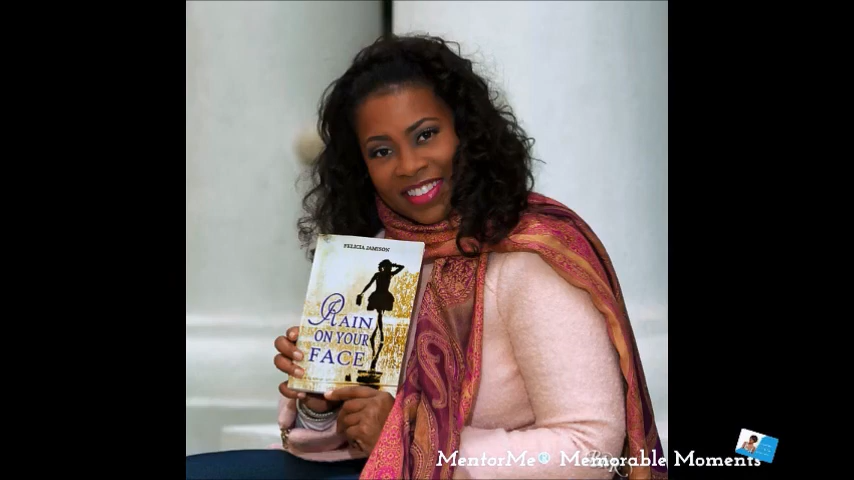 FELICIA JAMISON
RAIN
ON YOUR
FACE
MentorMe Memorable Moments